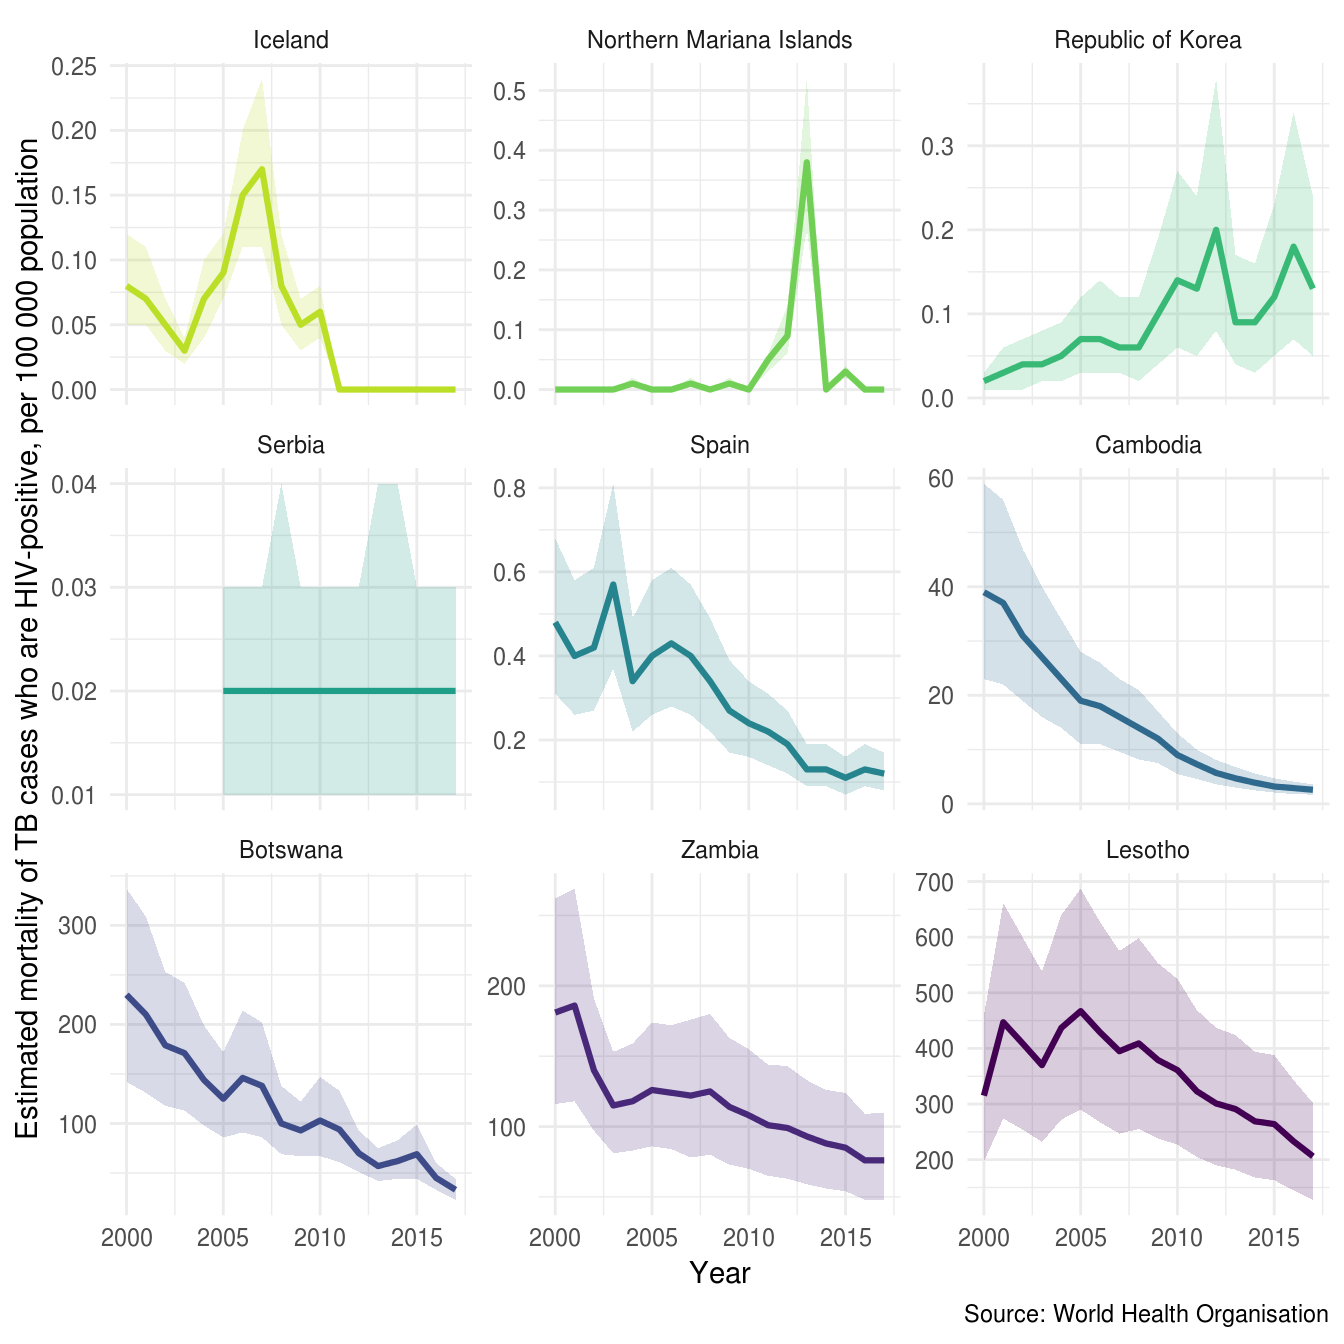 Iceland
Northern Mariana Islands
Republic of Korea
0.25
0.20
0.15
0.10
0.05
0.00
0.5
0.4
0.3
0.2
0.1
0.0
0.3
0.2
0.1
0.0
Serbia
Spain
Cambodia
0.04
0.03
0.02
0.01
0.8
0.6
0.4
0.2
60
40
20
0
Botswana
Zambia
Lesotho
300
200
100
200
100
700
600
500
400
300
200
2000 2005 2010 2015
2000 2005 2010 2015
2000 2005 2010 2015
Estimated mortality of TB cases who are HIV-positive, per 100 000 population
Year
Source: World Health Organisation